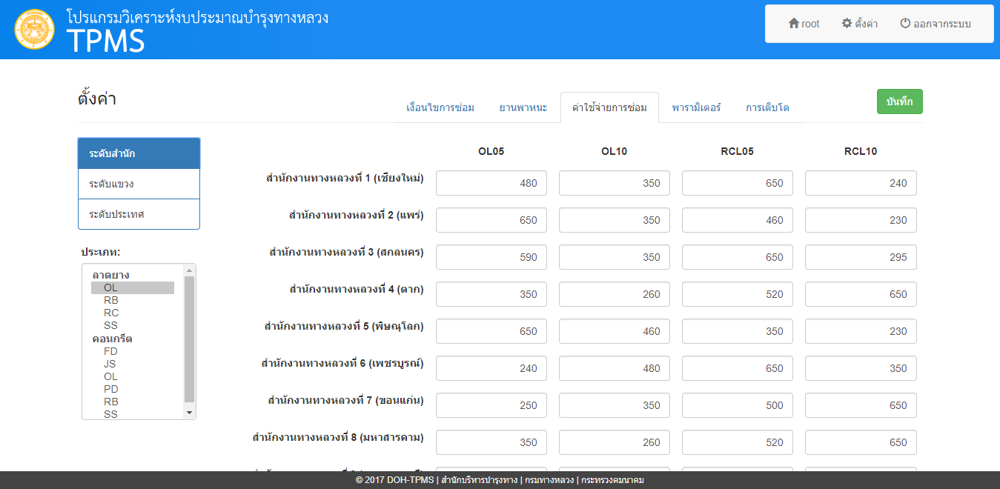 โปรแกรมวิเคราะห์งบประมาณบำรุงทางหลวง
TPMS
root ตั้งค่า ออกจากระบบ
ตั้งค่า
เงื่อนไขการซ่อม ยานพาหนะ ค่าใช้จ่ายการซ่อม พารามิเตอร์ การเติบโต
บันทึก
ระดับสำนัก
ระดับแขวง
ระดับประเทศ
ประเภท:
ลาดยาง
OL
RB
RC
SS
คอนกรีต
FD
JS
OL
PD
RB
SS
OL05 OL10 RCL05 RCL10
สำนักงานทางหลวงที่ 1 (เชียงใหม่) 480 350 650 240
สำนักงานทางหลวงที่ 2 (แพร่) 650 350 460 230
สำนักงานทางหลวงที่ 3 (สกลนคร) 590 350 650 295
สำนักงานทางหลวงที่ 4 (ตาก) 350 260 520 650
สำนักงานทางหลวงที่ 5 (พิษณุโลก) 650 460 350 230
สำนักงานทางหลวงที่ 6 (เพชรบูรณ์) 240 480 650 350
สำนักงานทางหลวงที่ 7 (ขอนแก่น) 250 350 500 650
สำนักงานทางหลวงที่ 8 (มหาสารคาม) 350 260 520 650
© 2017 DOH-TPMS | สำนักบริหารบำรุงทาง | กรมทางหลวง | กระทรวงคมนาคม